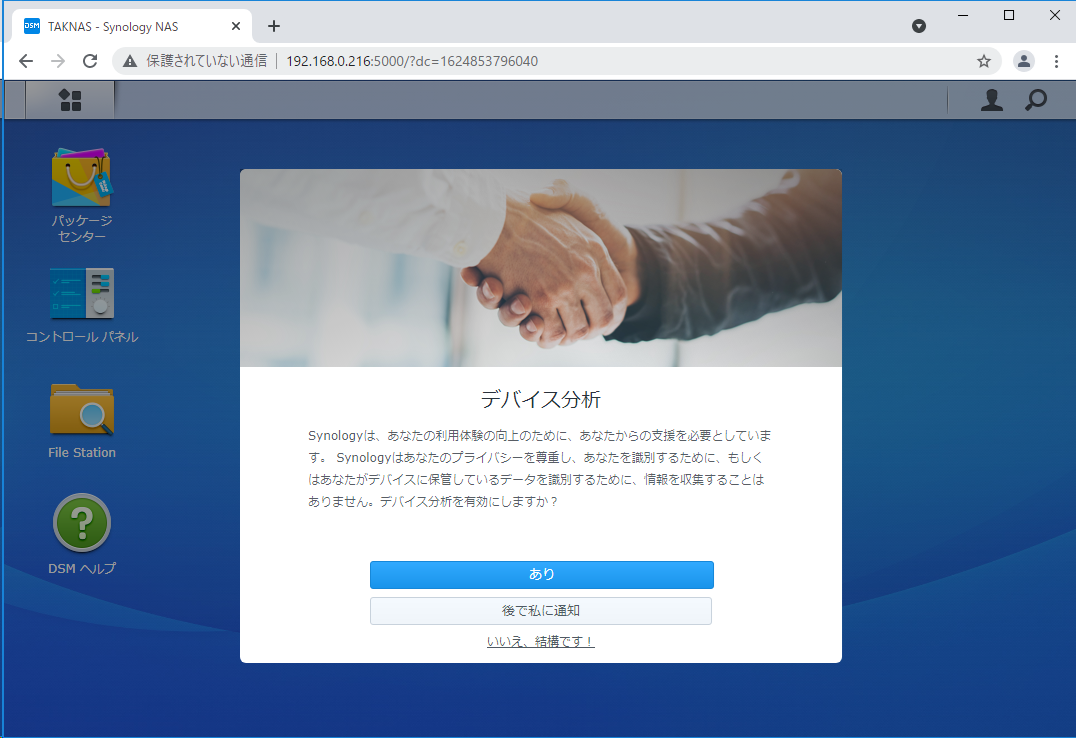 DSM TAKNAS - Synology NAS
保護されていない通信 192.168.0.216:5000/?dc=1624853796040
パッケージ
センター
コントロール パネル
File Station
DSM ヘルプ
デバイス分析
Synologyは、あなたの利用体験の向上のために、あなたからの支援を必要としていま
す。 Synologyはあなたのプライバシーを尊重し、あなたを識別するために、もしく
はあなたがデバイスに保管しているデータを識別するために、情報を収集することは
ありません。デバイス分析を有効にしますか？
あり
後で私に通知
いいえ、結構です！